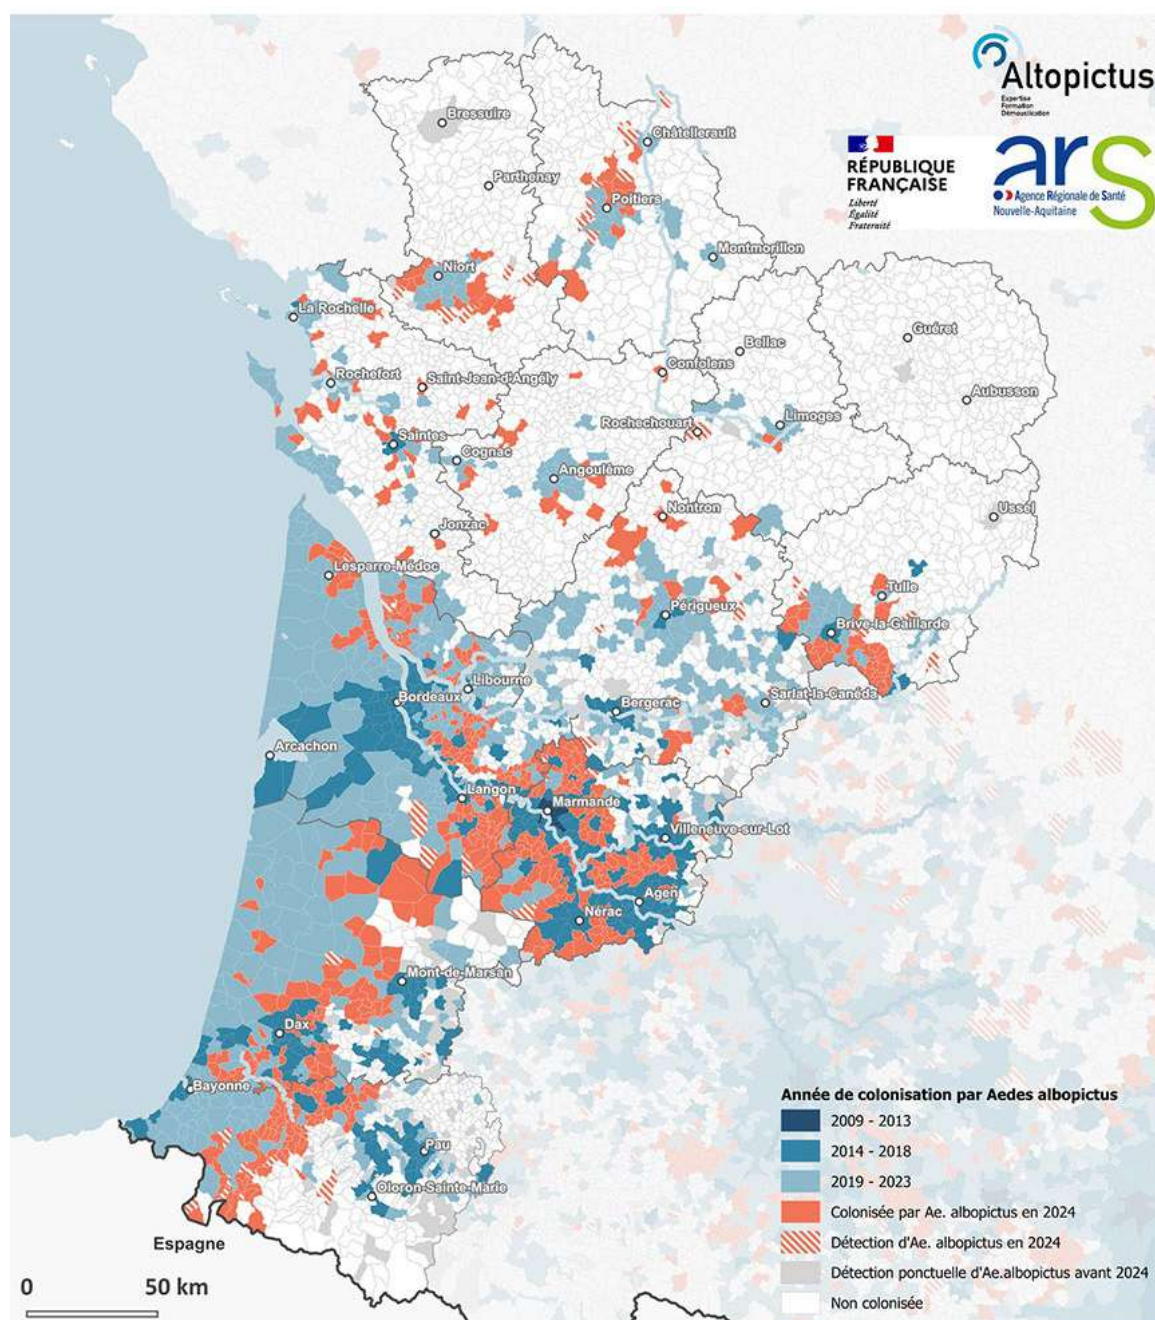 Altopictus
Expertise
Formation
Démoustication
RÉPUBLIQUE
FRANÇAISE
Liberté
Égalité
Fraternité
ars
Agence Régionale de Santé
Nouvelle-Aquitaine
Bressuire
Châtellerault
Parthenay
Poitiers
Montmorillon
Niort
La Rochelle
Guéret
Bellac
Confolens
Rochefort
Saint-Jean-d'Angély
Aubusson
Rochechouart
Limoges
Saintes
Cognac
Angoulême
Nontron
Ussel
Jonzac
Lesparre-Médoc
Tulle
Périgueux
Brive-la-Gaillarde
Libourne
Bordeaux
Bergerac
Sarlat-la-Canéda
Arcachon
Langon
Marmande
Villeneuve-sur-Lot
Agen
Nérac
Mont-de-Marsan
Dax
Bayonne
Pau
Oloron-Sainte-Marie
Espagne
0 50 km
Année de colonisation par Aedes albopictus
2009 - 2013
2014 - 2018
2019 - 2023
Colonisée par Ae. albopictus en 2024
Détection d'Ae. albopictus en 2024
Détection ponctuelle d'Ae.albopictus avant 2024
Non colonisée